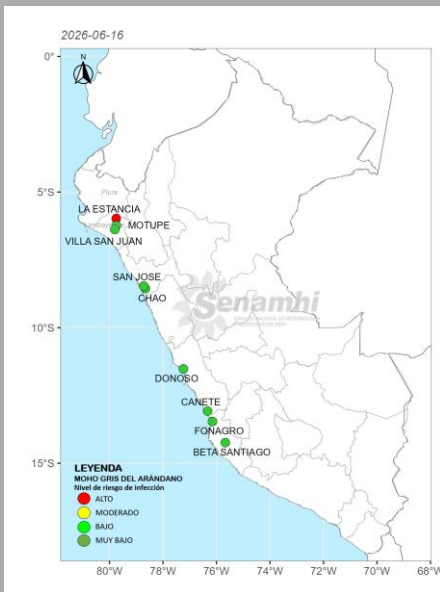 2026-06-16
N
0°
5°S
10°S
15°S
Piura
LA ESTANCIA
MOTUPE
VILLA SAN JUAN
SAN JOSE
CHAO
Senamhi
DONOSO
CANETE
FONAGRO
BETA SANTIAGO
LEYENDA
MOHO GRIS DEL ARÁNDANO
Nivel de riesgo de infección
ALTO
MODERADO
BAJO
MUY BAJO
80°W 78°W 76°W 74°W 72°W 70°W 68°W